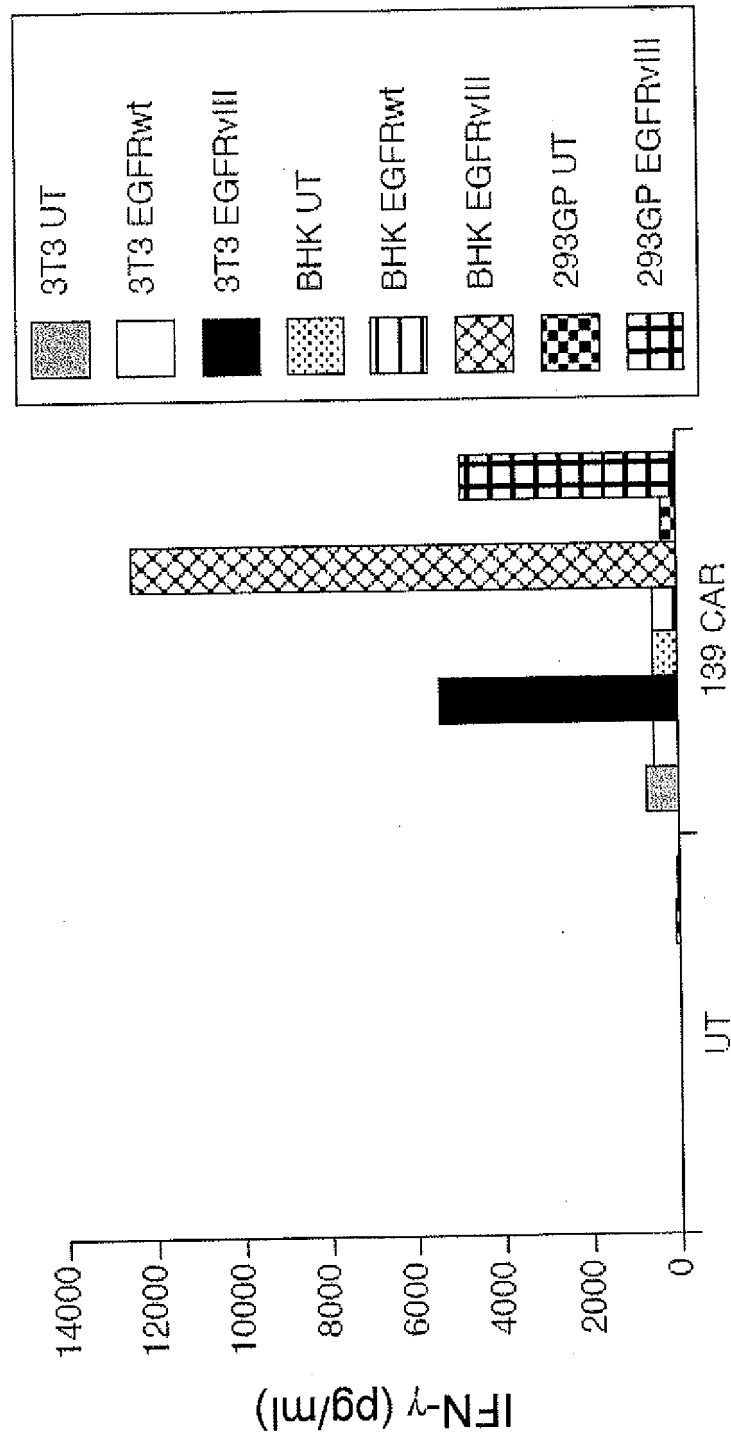 IFN-γ (pg/ml)
14000
12000
10000
8000
6000
4000
2000
0
UT
139 CAR
3T3 UT
3T3 EGFRwt
3T3 EGFRvIII
BHK UT
BHK EGFRwt
BHK EGFRvIII
293GP UT
293GP EGFRvIII